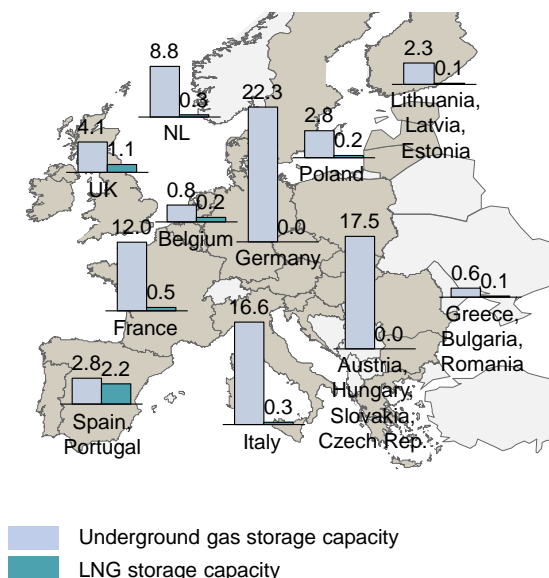 2.3
0.1
Lithuania,
Latvia,
Estonia
8.8
0.3
NL
22.3
0.0
Germany
2.8
0.2
Poland
4.1
1.1
UK
0.8
0.2
Belgium
12.0
0.5
France
17.5
0.0
Austria,
Hungary,
Slovakia,
Czech Rep.
0.6
0.1
Greece,
Bulgaria,
Romania
16.6
0.3
Italy
2.8
2.2
Spain,
Portugal
Underground gas storage capacity
LNG storage capacity